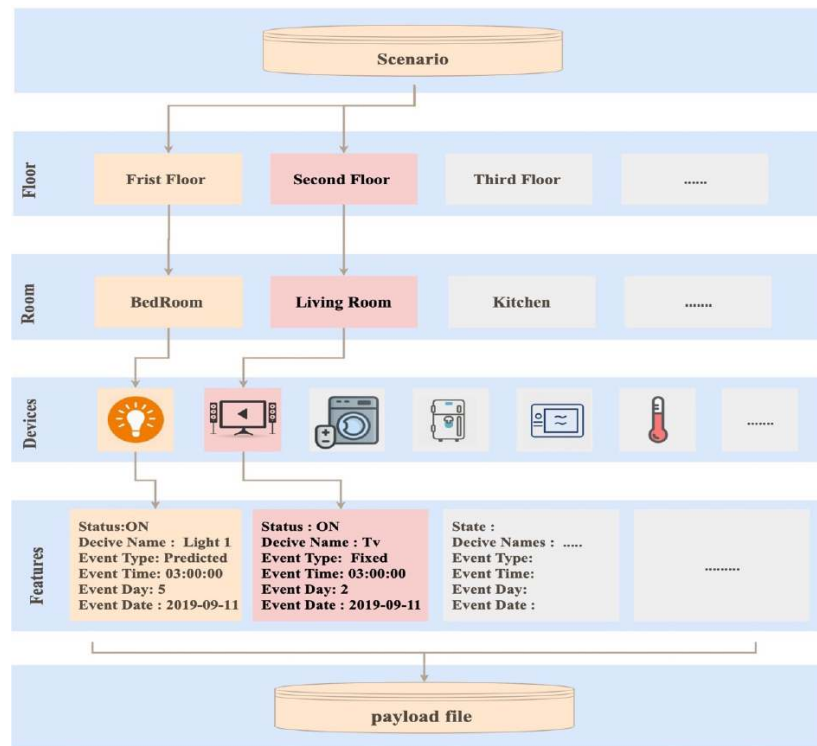 Scenario
Floor
Frist Floor
Second Floor
Third Floor
......
Room
BedRoom
Living Room
Kitchen
.......
Devices
.......
Features
Status:ON
Decive Name : Light 1
Event Type: Predicted
Event Time: 03:00:00
Event Day: 5
Event Date : 2019-09-11
Status : ON
Decive Name : Tv
Event Type: Fixed
Event Time: 03:00:00
Event Day: 2
Event Date : 2019-09-11
State :
Decive Names : .....
Event Type:
Event Time:
Event Day:
Event Date :
.........
payload file